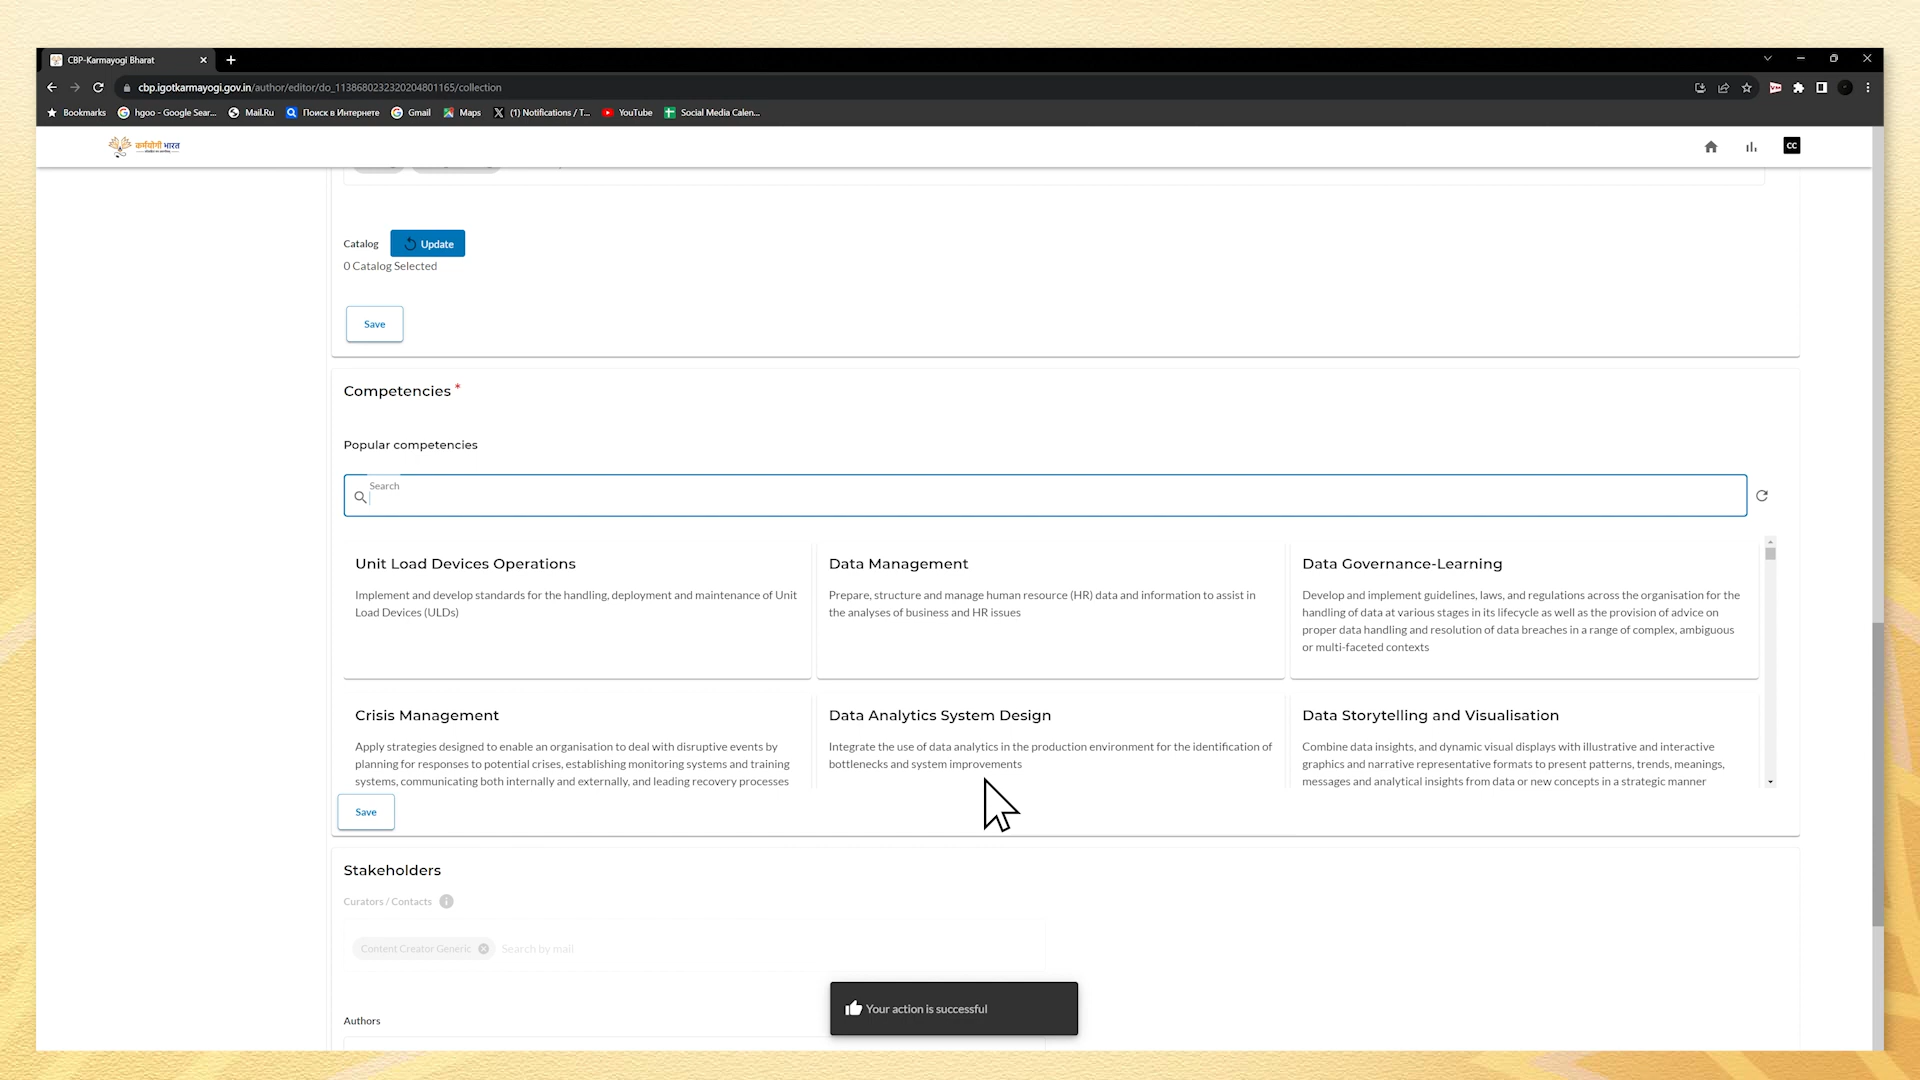 CBP-Karmayogi Bharat
cbp.igotkarmayogi.gov.in/author/editor/do_1138680232320204801165/collection
Bookmarks
hgoo - Google Sear...
Mail.Ru
Поиск в Интернете
Gmail
Maps
(1) Notifications / T...
YouTube
Social Media Calen...
कर्मयोगी भारत
CC
Catalog
Update
0 Catalog Selected
Save
Competencies *
Popular competencies
Search
Unit Load Devices Operations
Implement and develop standards for the handling, deployment and maintenance of Unit
Load Devices (ULDs)
Data Management
Prepare, structure and manage human resource (HR) data and information to assist in
the analyses of business and HR issues
Data Governance-Learning
Develop and implement guidelines, laws, and regulations across the organisation for the
handling of data at various stages in its lifecycle as well as the provision of advice on
proper data handling and resolution of data breaches in a range of complex, ambiguous
or multi-faceted contexts
Crisis Management
Apply strategies designed to enable an organisation to deal with disruptive events by
planning for responses to potential crises, establishing monitoring systems and training
systems, communicating both internally and externally, and leading recovery processes
Data Analytics System Design
Integrate the use of data analytics in the production environment for the identification of
bottlenecks and system improvements
Data Storytelling and Visualisation
Combine data insights, and dynamic visual displays with illustrative and interactive
graphics and narrative representative formats to present patterns, trends, meanings,
messages and analytical insights from data or new concepts in a strategic manner
Save
Stakeholders
Curators / Contacts
Content Creator Generic
Search by mail
Your action is successful
Authors